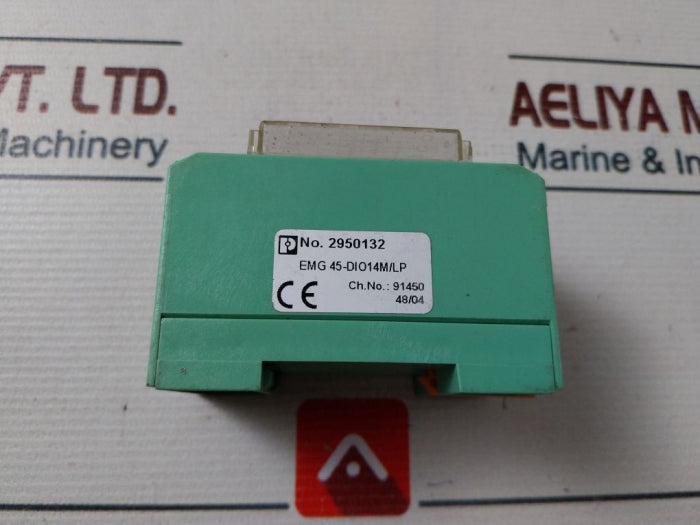 VT. LTD.
Machinery
AELIYA M
Marine & In
No. 2950132
EMG 45-DIO14M/LP
Ch.No.: 91450
48/04
CE